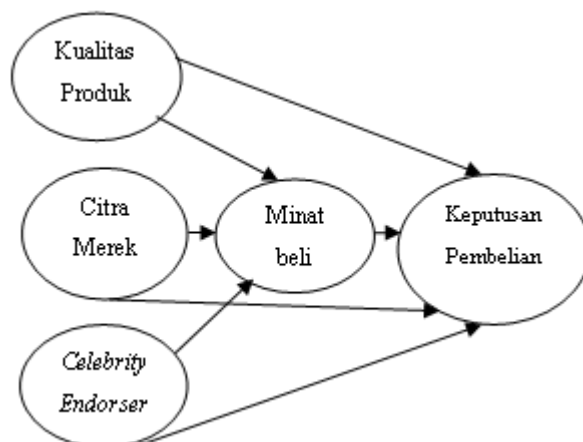 Kualitas
Produk
Citra
Merek
Minat
beli
Keputusan
Pembelian
Celebrity
Endorser